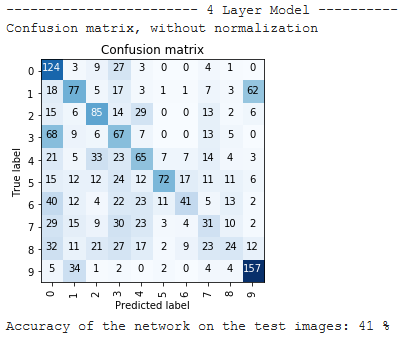 -------------------- 4 Layer Model -----------
Confusion matrix, without normalization
Confusion matrix
0 124 3 9 27 3 0 0 4 1 0
1 18 77 5 17 3 1 1 7 3 62
2 15 6 85 14 29 0 0 13 2 6
3 68 9 6 67 7 0 0 13 5 0
4 21 5 33 23 65 7 7 14 4 3
5 15 12 12 24 12 72 17 11 11 6
6 40 12 4 22 23 11 41 5 13 2
7 29 15 9 30 23 3 4 31 10 2
8 32 11 21 27 17 2 9 23 24 12
9 5 34 1 2 0 2 0 4 4 157
True label
0 1 2 3 4 5 6 7 8 9
Predicted label
Accuracy of the network on the test images: 41 %